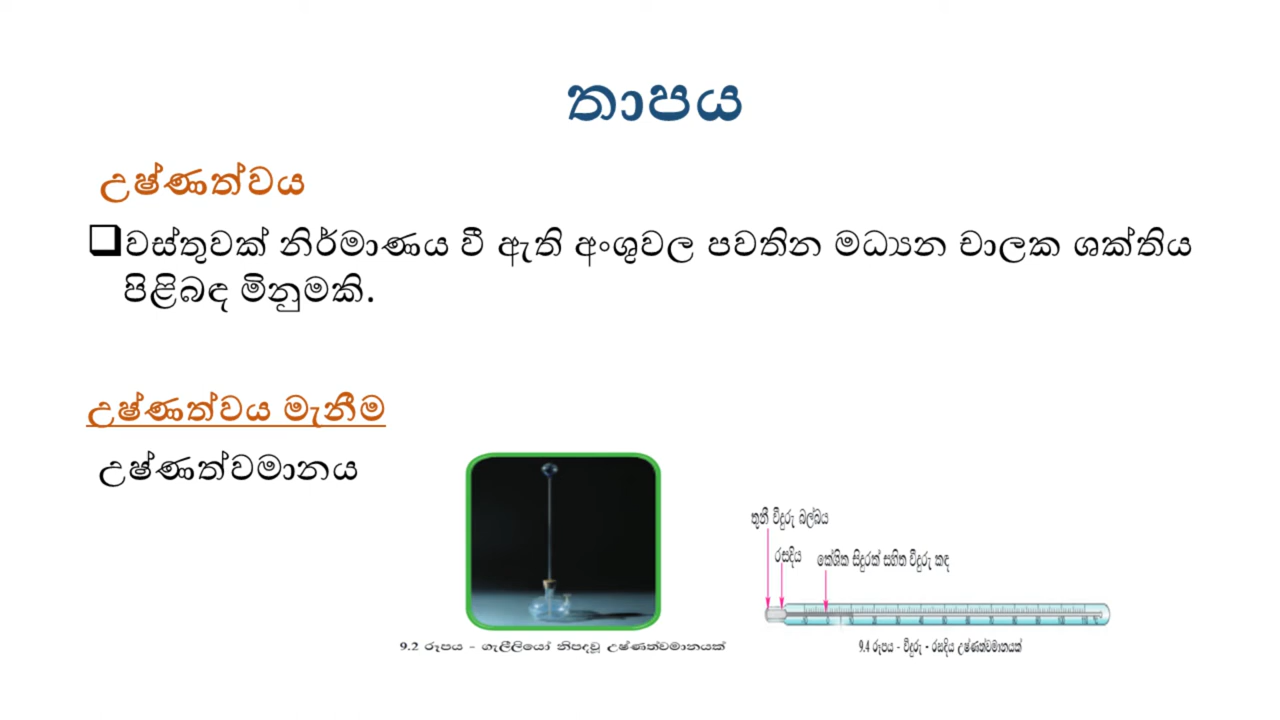 තාපය
උෂ්ණත්වය
වස්තුවක් නිර්මාණය වී ඇති අංශුවල පවතින මධ්‍යන චාලක ශක්තිය
පිළිබඳ මිනුමකි.
උෂ්ණත්වය මැනීම
උෂ්ණත්වමානය
තුනී වීදුරු බල්බය
රසදිය
කේශික සිදුරක් සහිත වීදුරු කඳ
9.2 රූපය - ගැලීලියෝ නිපදවූ උෂ්ණත්වමානයක්
9.4 රූපය - වීදුරු - රසදිය උෂ්ණත්වමානයක්